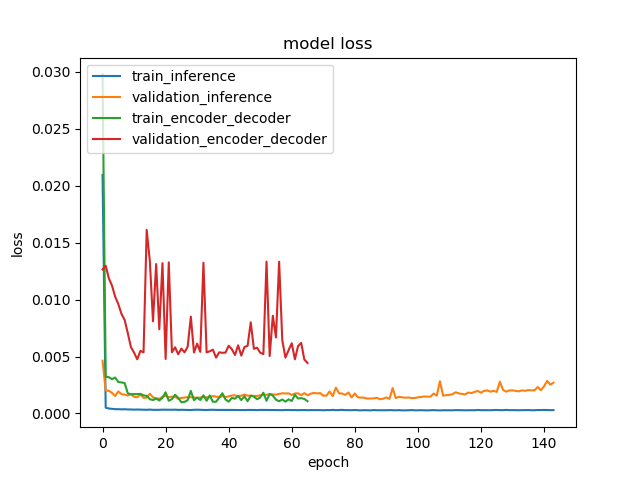 model loss
train_inference
validation_inference
train_encoder_decoder
validation_encoder_decoder
loss
0.030
0.025
0.020
0.015
0.010
0.005
0.000
0 20 40 60 80 100 120 140
epoch